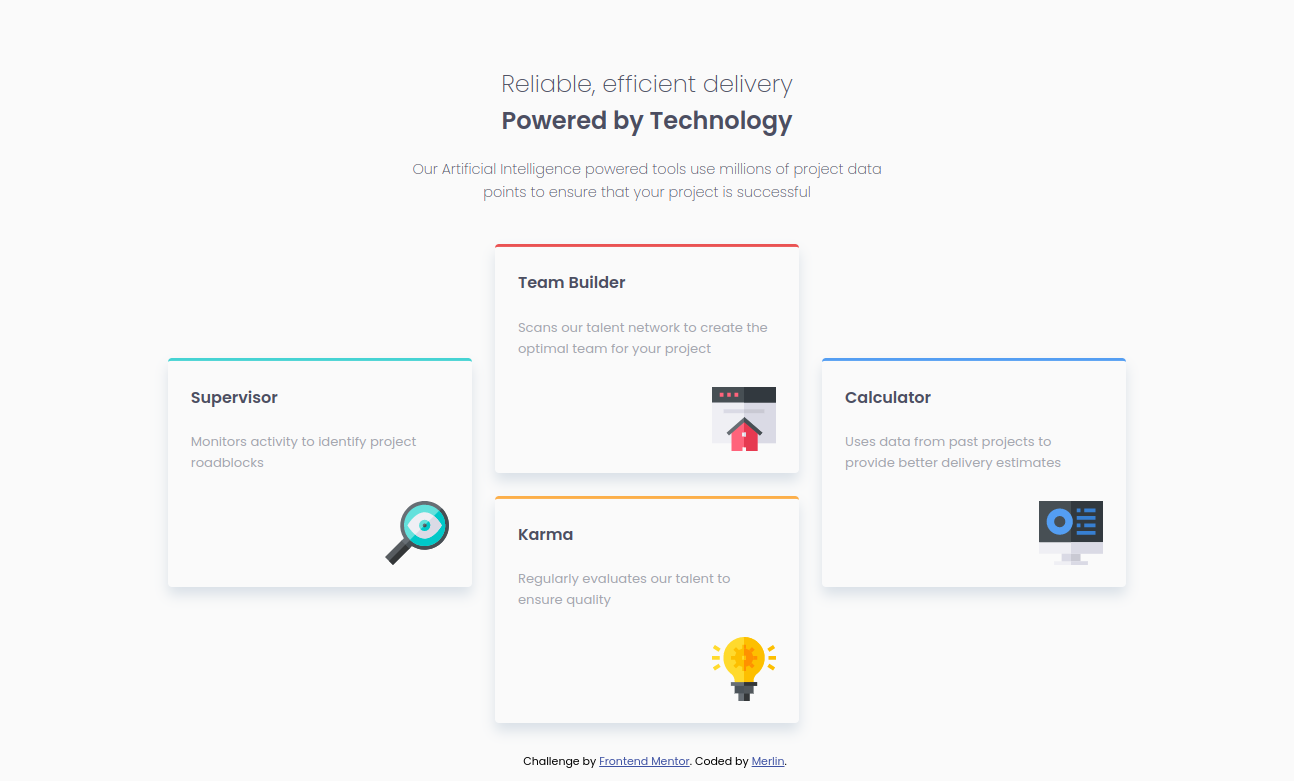 Reliable, efficient delivery
Powered by Technology
Our Artificial Intelligence powered tools use millions of project data
points to ensure that your project is successful
Supervisor
Monitors activity to identify project
roadblocks
Team Builder
Scans our talent network to create the
optimal team for your project
Karma
Regularly evaluates our talent to
ensure quality
Calculator
Uses data from past projects to
provide better delivery estimates
Challenge by Frontend Mentor. Coded by Merlin.